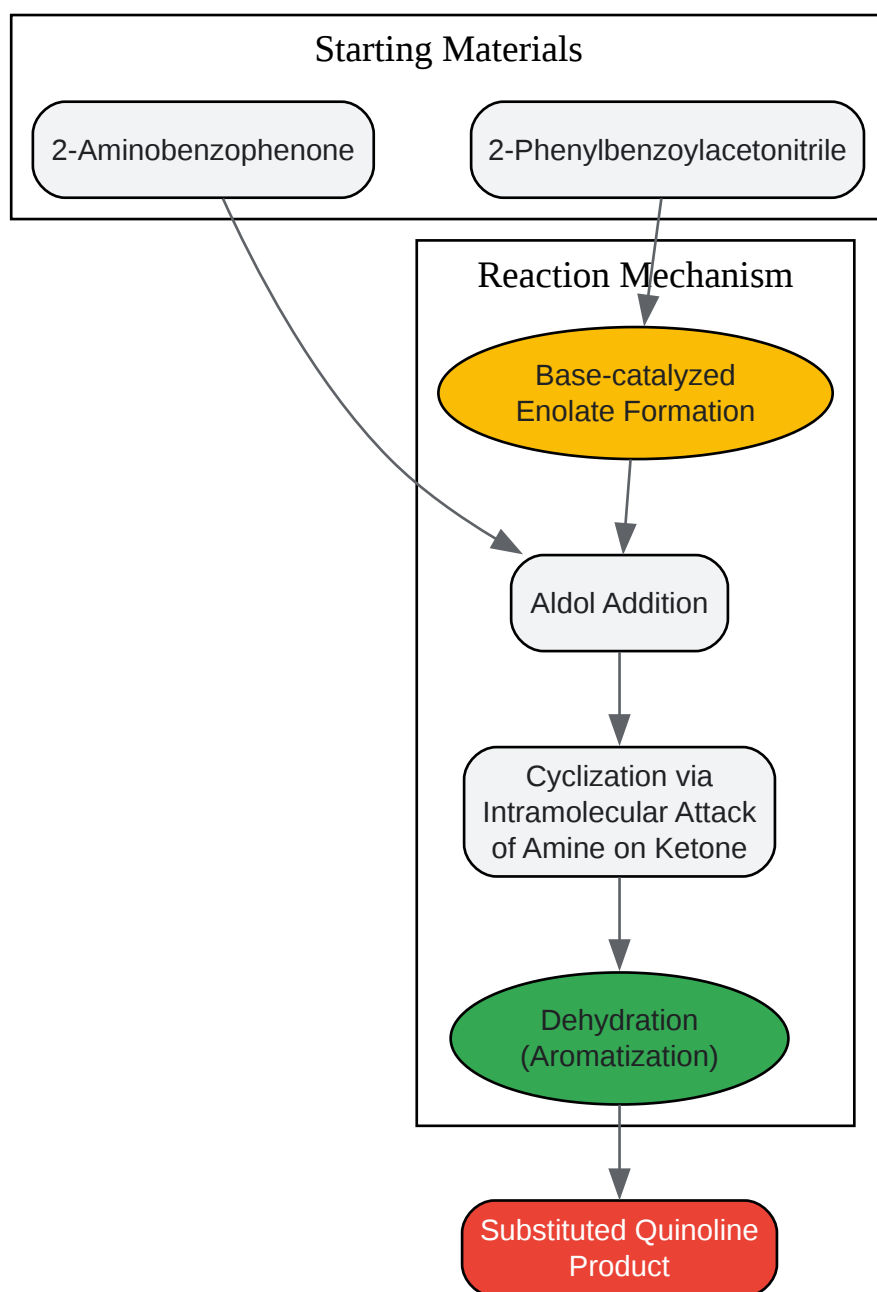 Starting Materials
2-Aminobenzophenone
2-Phenylbenzoylacetonitrile
Reaction Mechanism
Base-catalyzed
Enolate Formation
Aldol Addition
Cyclization via
Intramolecular Attack
of Amine on Ketone
Dehydration
(Aromatization)
Substituted Quinoline
Product